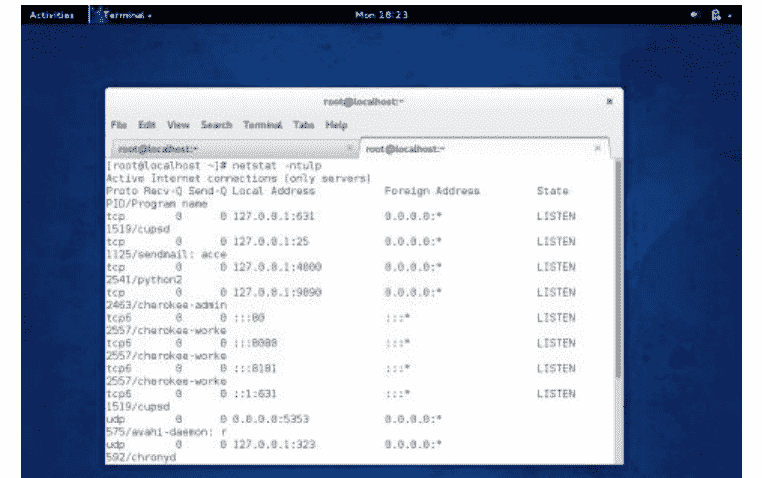 Activities Terminal Mon 18:23
root@localhost:~
File Edit View Search Terminal Tabs Help
root@localhost:~ × root@localhost:~ ×
[root@localhost ~]# netstat -ntulp
Active Internet connections (only servers)
Proto Recv-Q Send-Q Local Address Foreign Address State
PID/Program name
tcp 0 0 127.0.0.1:631 0.0.0.0:* LISTEN
1519/cupsd
tcp 0 0 127.0.0.1:25 0.0.0.0:* LISTEN
1125/sendmail: acce
tcp 0 0 127.0.0.1:4000 0.0.0.0:* LISTEN
2541/python2
tcp 0 0 127.0.0.1:9090 0.0.0.0:* LISTEN
2463/cherokee-admin
tcp6 0 0 :::80 :::* LISTEN
2557/cherokee-worke
tcp6 0 0 :::8080 :::* LISTEN
2557/cherokee-worke
tcp6 0 0 :::8181 :::* LISTEN
2557/cherokee-worke
tcp6 0 0 ::1:631 :::* LISTEN
1519/cupsd
udp 0 0 0.0.0.0:5353 0.0.0.0:*
575/avahi-daemon: r
udp 0 0 127.0.0.1:323 0.0.0.0:*
592/chronyd